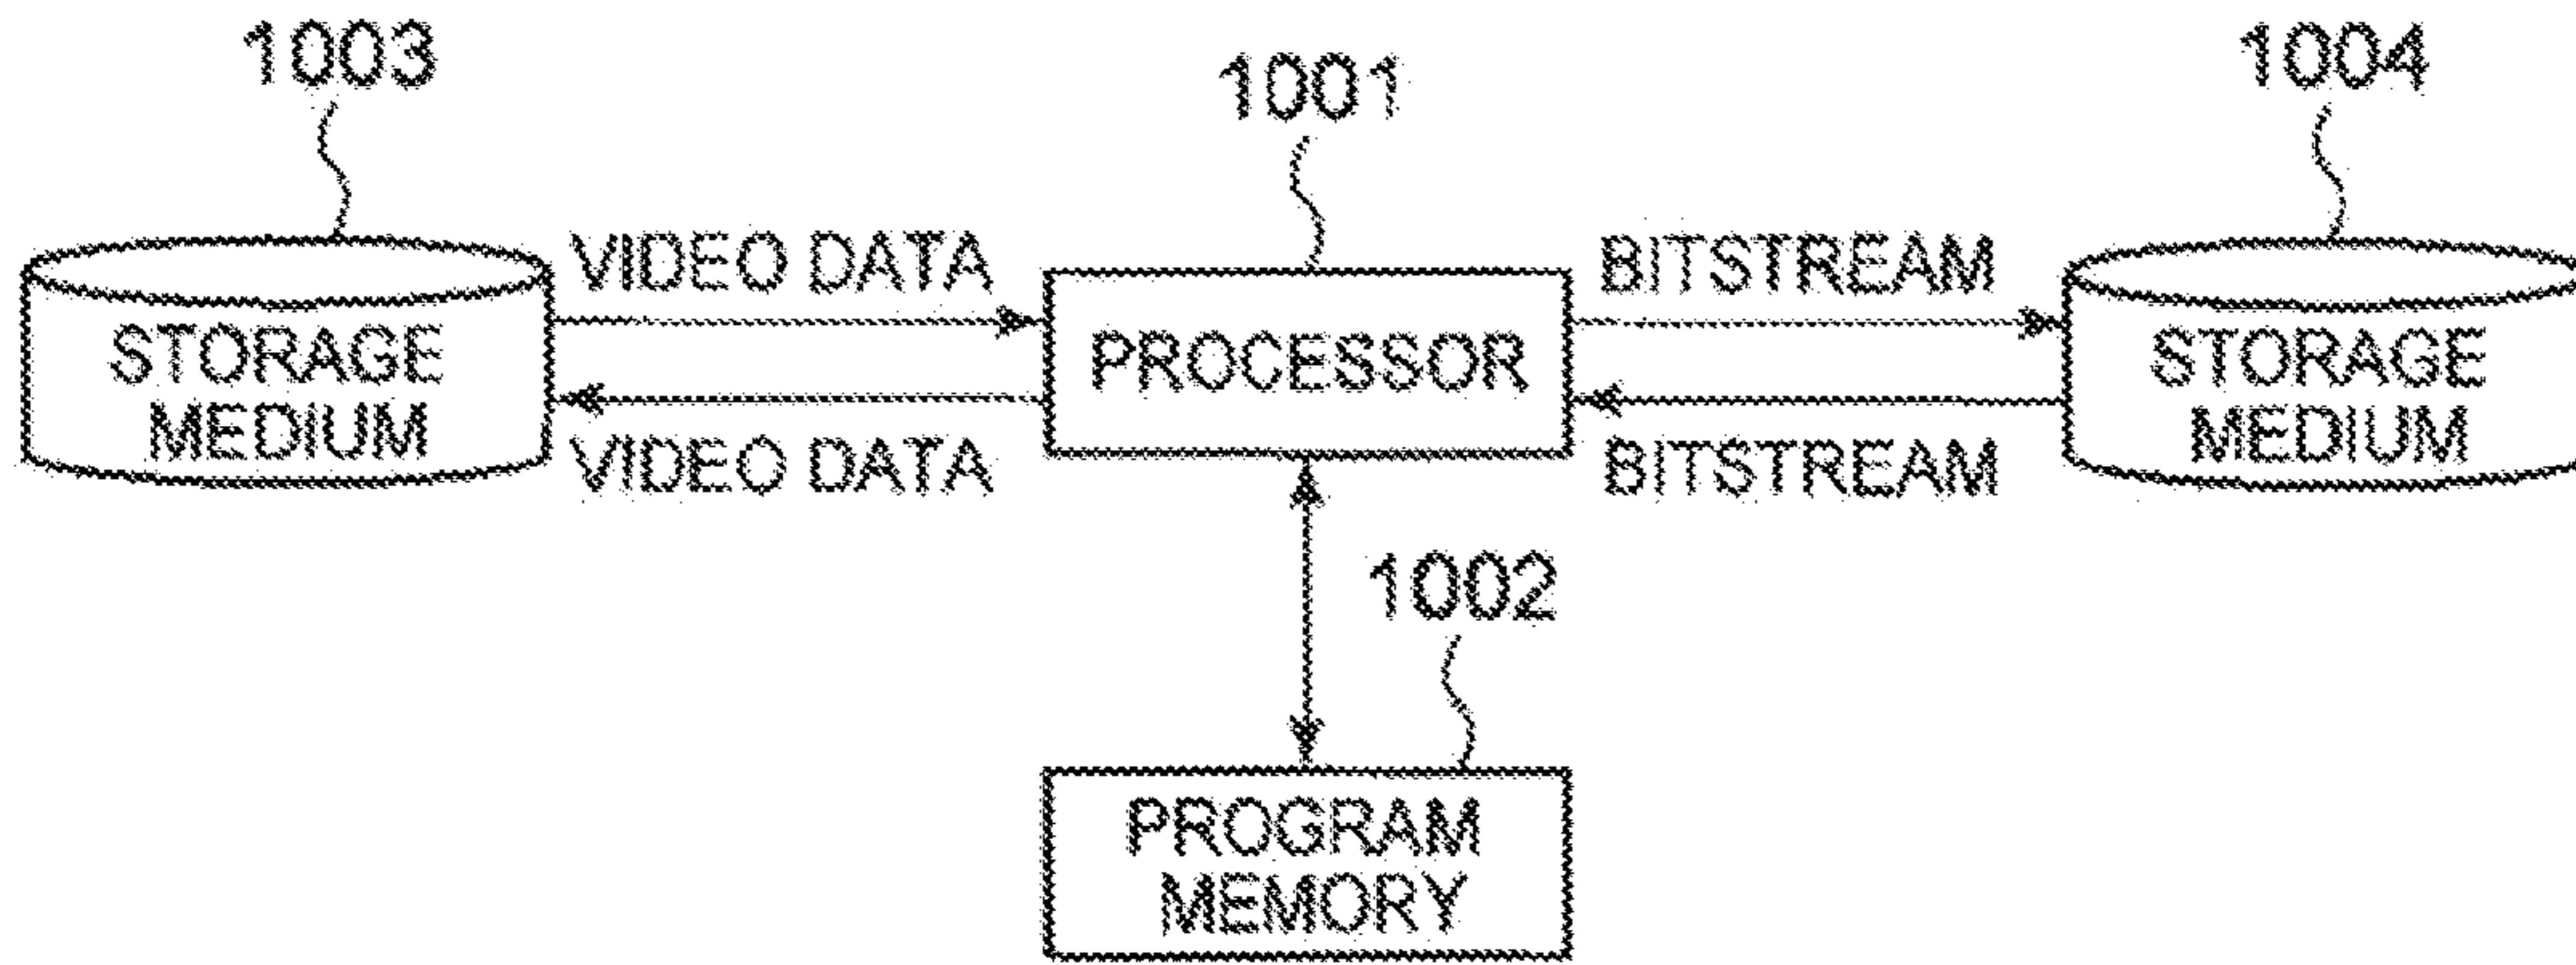 1003
1001
1004
VIDEO DATA
BITSTREAM
STORAGE
MEDIUM
PROCESSOR
STORAGE
MEDIUM
VIDEO DATA
BITSTREAM
1002
PROGRAM
MEMORY